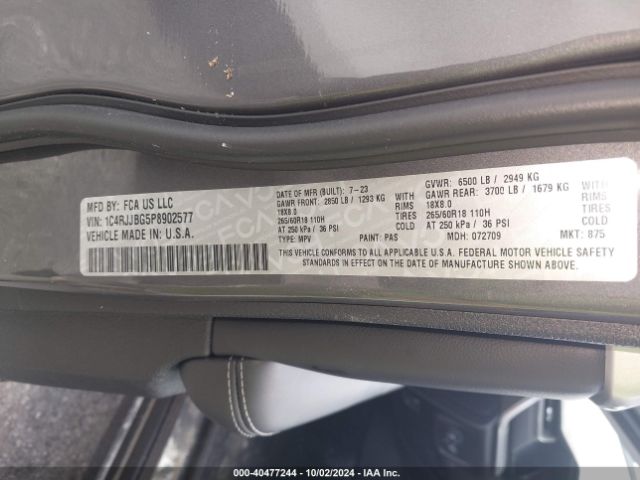 MFD BY: FCA US LLC
VIN: 1C4RJJBG5P8902577
VEHICLE MADE IN: U.S.A.
DATE OF MFR (BUILT): 7-23
GAWR FRONT: 2850 LB / 1293 KG
WITH
18X8.0 RIMS
265/60R18 110H TIRES
AT 250 kPa / 36 PSI COLD
TYPE: MPV PAINT: PAS
GVWR: 6500 LB / 2949 KG
GAWR REAR: 3700 LB / 1679 KG
WITH
18X8.0 RIMS
265/60R18 110H TIRES
AT 250 kPa / 36 PSI COLD
MDH: 072709 MKT: 875
THIS VEHICLE CONFORMS TO ALL APPLICABLE U.S.A. FEDERAL MOTOR VEHICLE SAFETY
STANDARDS IN EFFECT ON THE DATE OF MANUFACTURE SHOWN ABOVE.
000-40477244 - 10/02/2024 - IAAI.COM